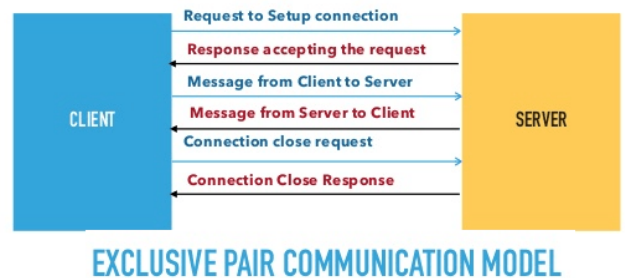 Request to Setup connection
Response accepting the request
Message from Client to Server
CLIENT
Message from Server to Client
SERVER
Connection close request
Connection Close Response
EXCLUSIVE PAIR COMMUNICATION MODEL